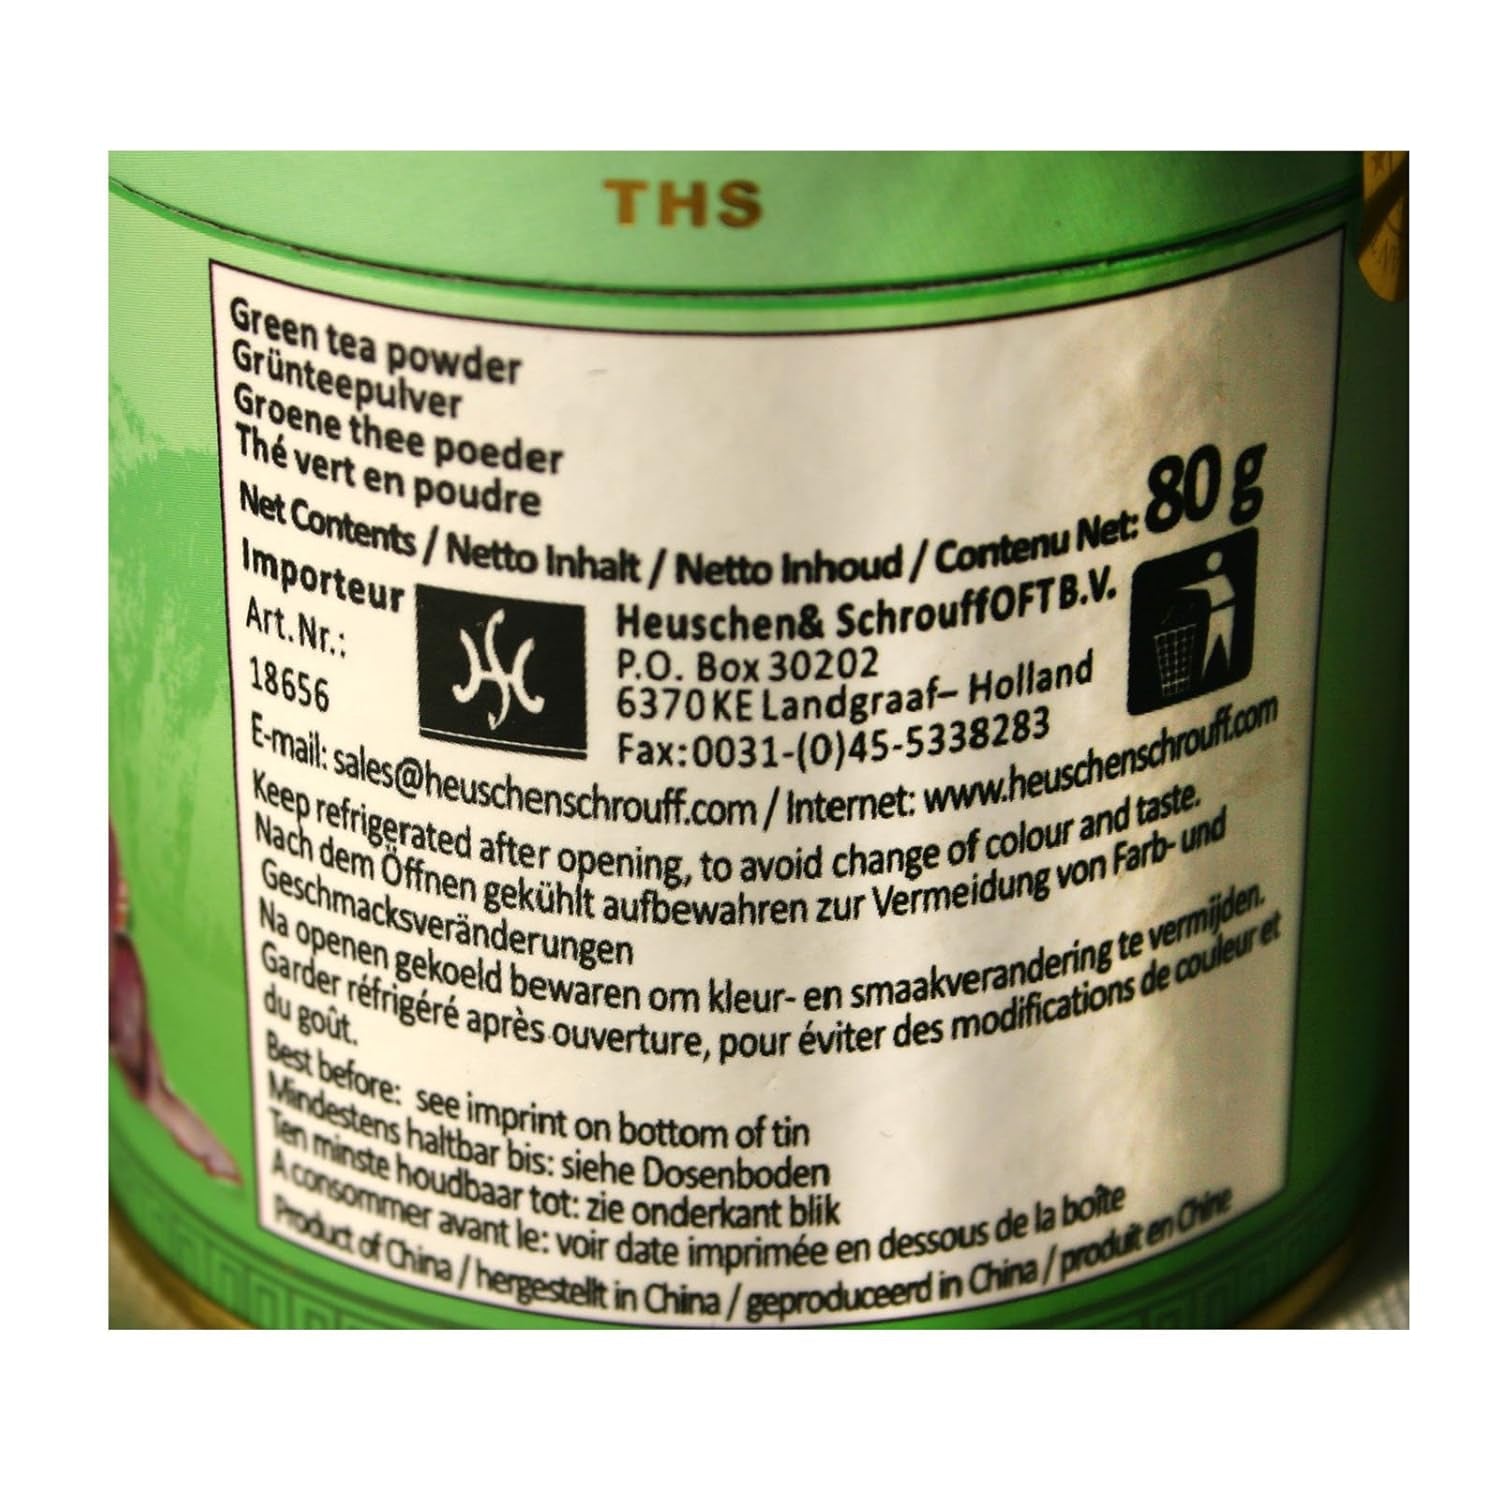 THS
Green tea powder
Grünteepulver
Groene thee poeder
Thé vert en poudre
Net Contents / Netto Inhalt / Netto Inhoud / Contenu Net: 80 g
Importeur
Art.Nr.:
18656
Heuschen& SchrouffOFT B.V.
P.O. Box 30202
6370 KE Landgraaf– Holland
Fax:0031-(0)45-5338283
E-mail: sales@heuschenschrouff.com / Internet: www.heuschenschrouff.com
Keep refrigerated after opening, to avoid change of colour and taste.
Nach dem Öffnen gekühlt aufbewahren zur Vermeidung von Farb- und
Geschmacksveränderungen
Na openen gekoeld bewaren om kleur- en smaakverandering te vermijden.
Garder réfrigéré après ouverture, pour éviter des modifications de couleur et
du goût.
Best before: see imprint on bottom of tin
Mindestens haltbar bis: siehe Dosenboden
Ten minste houdbaar tot: zie onderkant blik
A consommer avant le: voir date imprimée en dessous de la boîte
Product of China / hergestellt in China / geproduceerd in China / produit en Chine